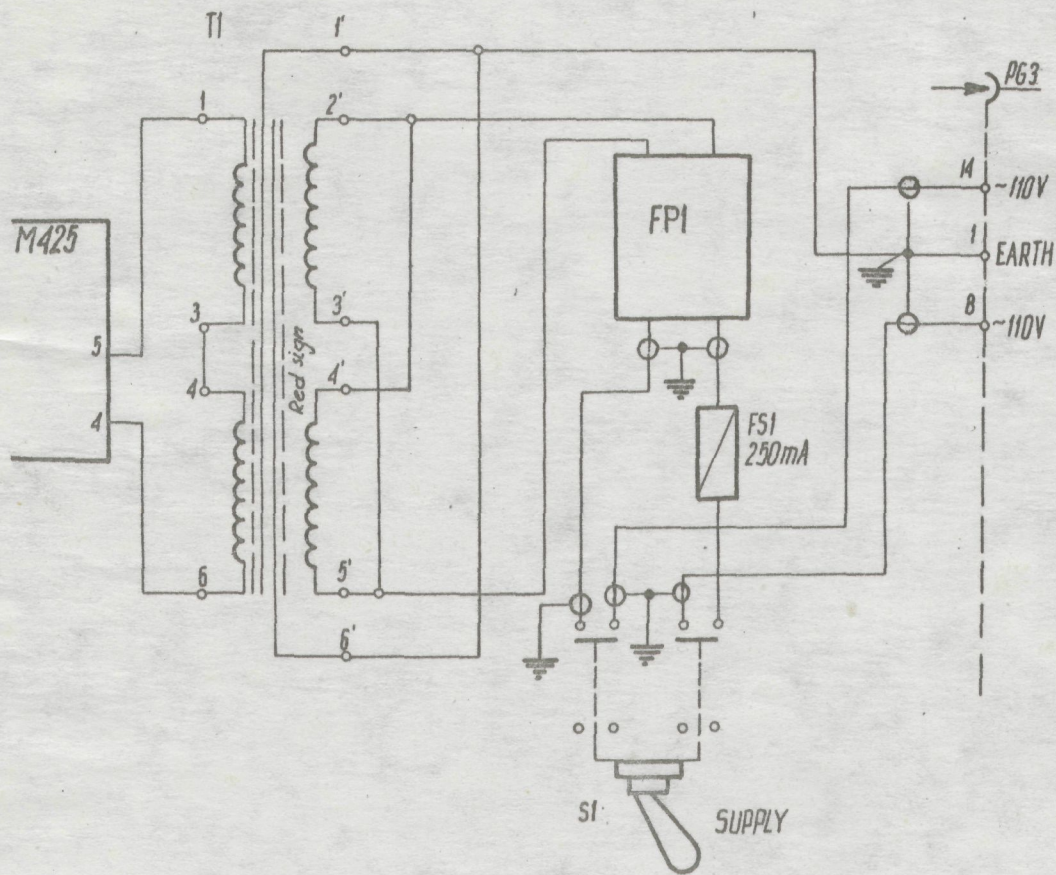 T1
1'
PG3
1
2'
14
~110V
M425
FP1
1
EARTH
3
3'
8
~110V
5
Red sign
4
4'
4
FS1
250mA
6
5'
6'
S1
SUPPLY